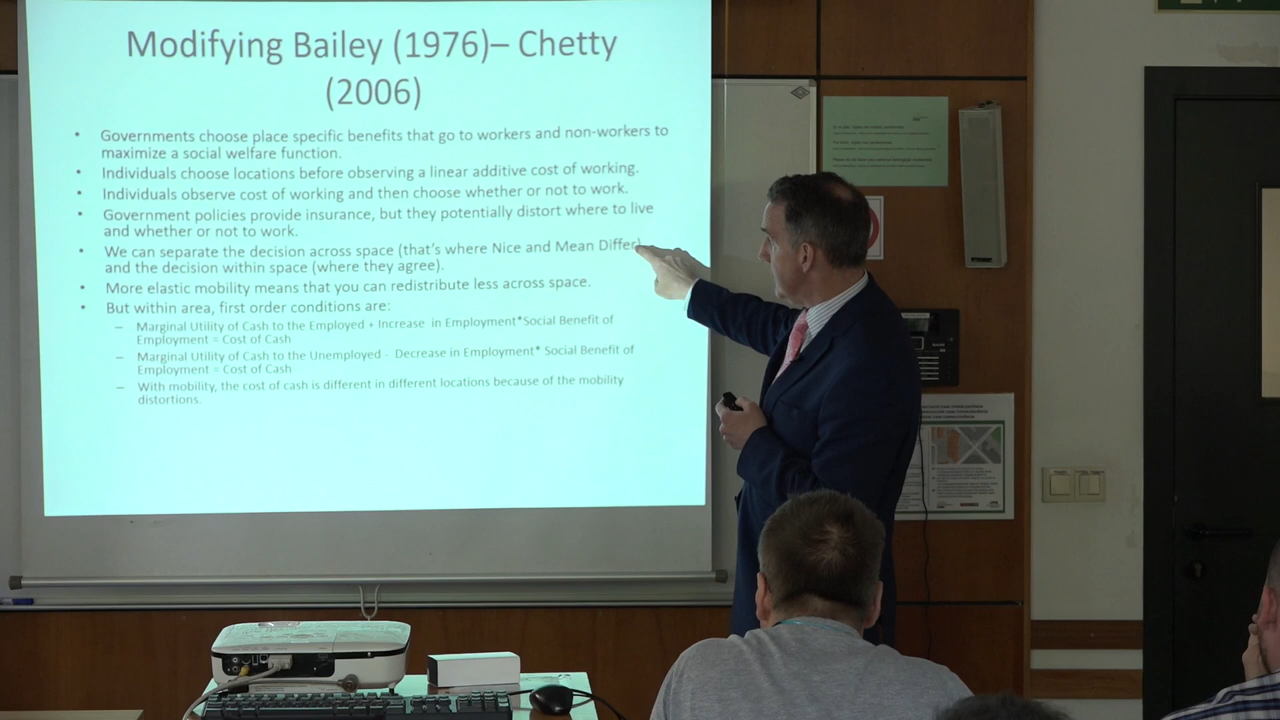 Modifying Bailey (1976)– Chetty
(2006)
• Governments choose place specific benefits that go to workers and non-workers to
maximize a social welfare function.
• Individuals choose locations before observing a linear additive cost of working.
• Individuals observe cost of working and then choose whether or not to work.
• Government policies provide insurance, but they potentially distort where to live
and whether or not to work.
• We can separate the decision across space (that's where Nice and Mean Differ)
and the decision within space (where they agree).
• More elastic mobility means that you can redistribute less across space.
• But within area, first order conditions are:
– Marginal Utility of Cash to the Employed + Increase in Employment*Social Benefit of
Employment = Cost of Cash
– Marginal Utility of Cash to the Unemployed - Decrease in Employment* Social Benefit of
Employment = Cost of Cash
– With mobility, the cost of cash is different in different locations because of the mobility
distortions.